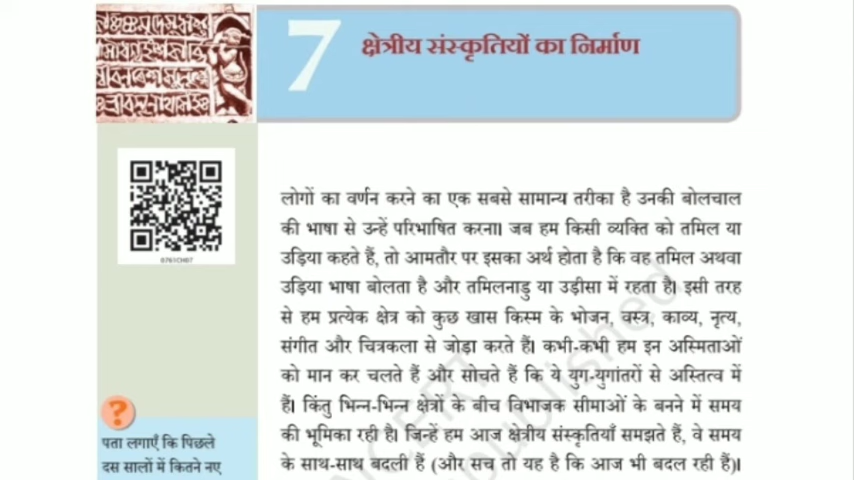 7
क्षेत्रीय संस्कृतियों का निर्माण
0761CH07
लोगों का वर्णन करने का एक सबसे सामान्य तरीका है उनकी बोलचाल
की भाषा से उन्हें परिभाषित करना। जब हम किसी व्यक्ति को तमिल या
उड़िया कहते हैं, तो आमतौर पर इसका अर्थ होता है कि वह तमिल अथवा
उड़िया भाषा बोलता है और तमिलनाडु या उड़ीसा में रहता है। इसी तरह
से हम प्रत्येक क्षेत्र को कुछ खास किस्म के भोजन, वस्त्र, काव्य, नृत्य,
संगीत और चित्रकला से जोड़ा करते हैं। कभी-कभी हम इन अस्मिताओं
को मान कर चलते हैं और सोचते हैं कि ये युग-युगांतरों से अस्तित्व में
हैं। किंतु भिन्न-भिन्न क्षेत्रों के बीच विभाजक सीमाओं के बनने में समय
की भूमिका रही है। जिन्हें हम आज क्षेत्रीय संस्कृतियाँ समझते हैं, वे समय
के साथ-साथ बदली हैं (और सच तो यह है कि आज भी बदल रही हैं)।
?
पता लगाएँ कि पिछले
दस सालों में कितने नए